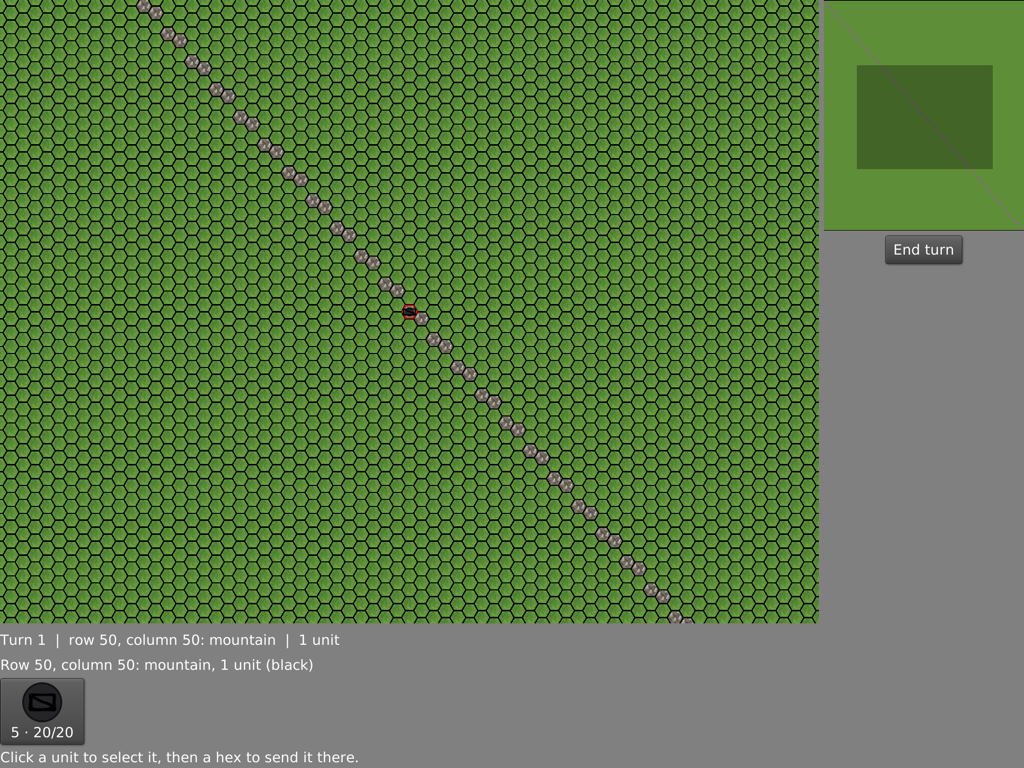 End turn
Turn 1 | row 50, column 50: mountain | 1 unit
Row 50, column 50: mountain, 1 unit (black)
5 · 20/20
Click a unit to select it, then a hex to send it there.